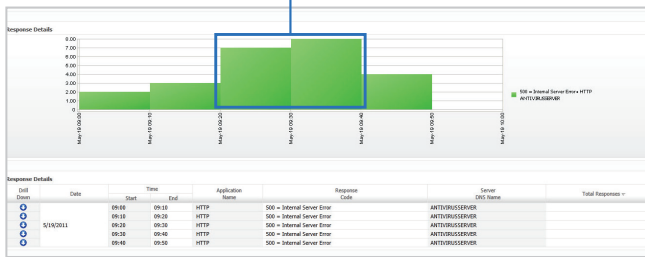 Response Details
8.00
7.00
6.00
5.00
4.00
3.00
2.00
1.00
0
May-19 09:00
May-19 09:10
May-19 09:20
May-19 09:30
May-19 09:40
May-19 09:50
May-19 10:00
500 = Internal Server Error+ HTTP
ANTIVIRUSSERVER
Response Details
Drill Down Date Time Start End Application Name Response Code Server DNS Name Total Responses
09:00 09:10 HTTP 500 = Internal Server Error ANTIVIRUSSERVER
09:10 09:20 HTTP 500 = Internal Server Error ANTIVIRUSSERVER
5/19/2011 09:20 09:30 HTTP 500 = Internal Server Error ANTIVIRUSSERVER
09:30 09:40 HTTP 500 = Internal Server Error ANTIVIRUSSERVER
09:40 09:50 HTTP 500 = Internal Server Error ANTIVIRUSSERVER